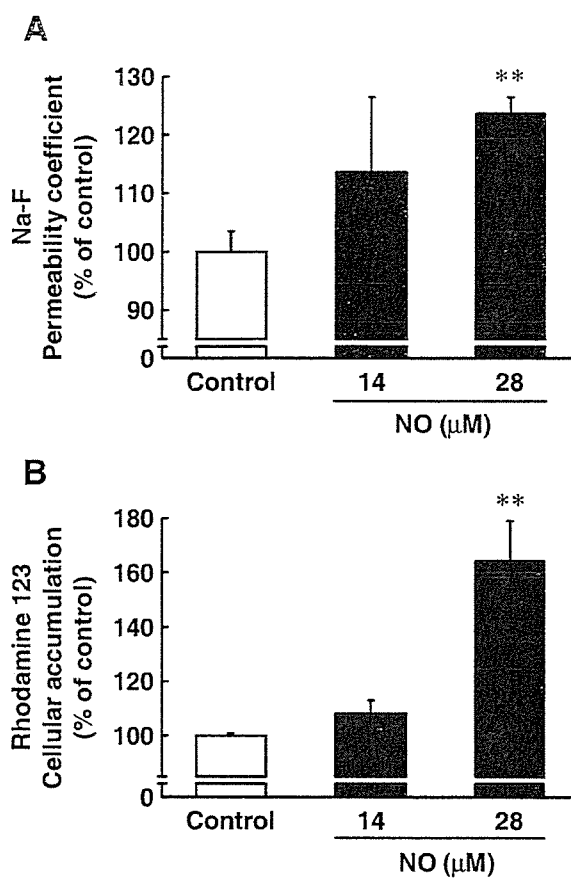 A
Na-F
Permeability coefficient
(% of control)
130
120
110
100
90
0
**
Control
14
28
NO (μM)
B
Rhodamine 123
Cellular accumulation
(% of control)
180
160
140
120
100
0
**
Control
14
28
NO (μM)